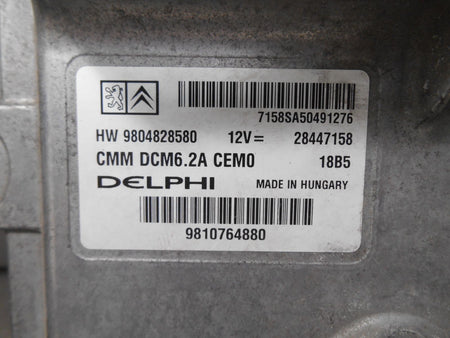 7158SA50491276
HW 9804828580 12V= 28447158
CMM DCM6.2A CEM0 18B5
DELPHI MADE IN HUNGARY
9810764880